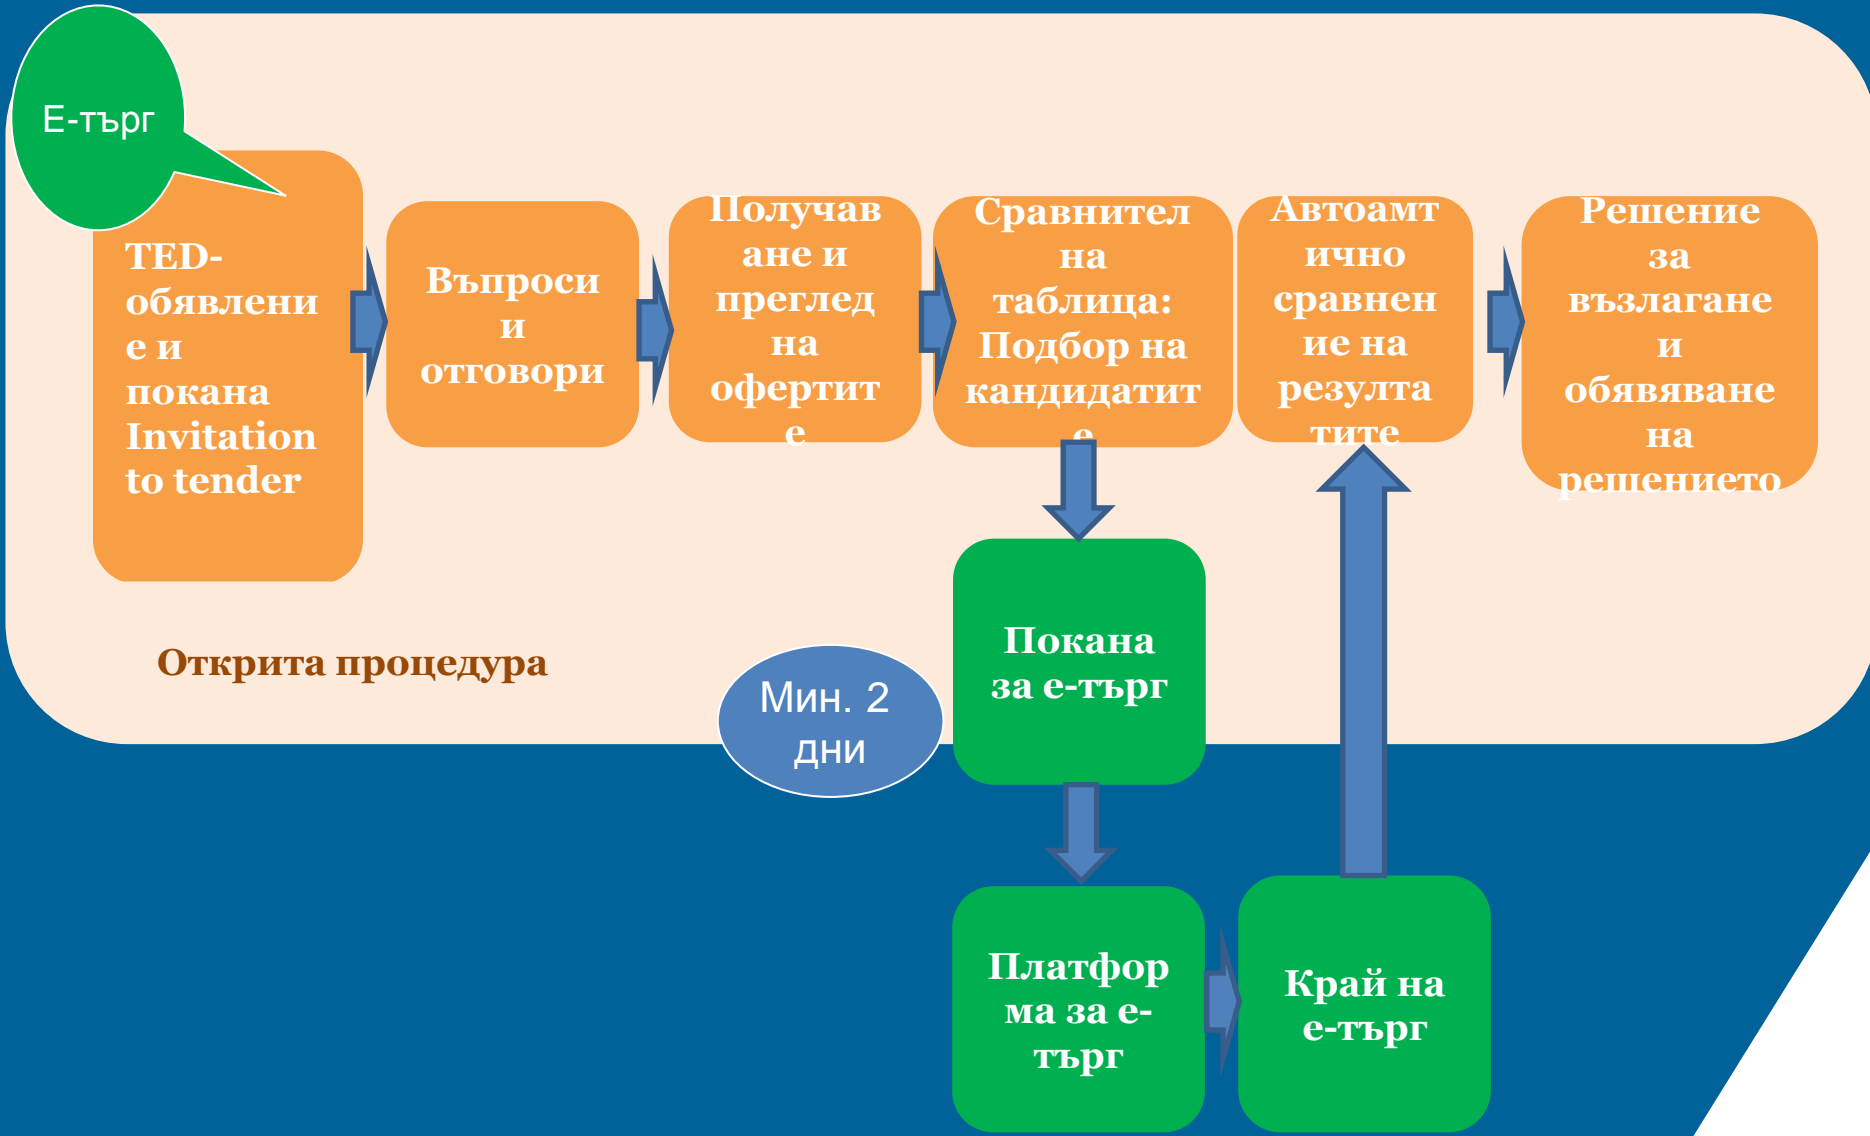 Е-търг
TED-
обявлени
е и
покана
Invitation
to tender
Въпроси
и
отговори
Получав
ане и
преглед
на
офертит
е
Сравнител
на
таблица:
Подбор на
кандидатит
е
Автоамт
ично
сравнен
ие на
резулта
тите
Решение
за
възлагане
и
обявяване
на
решението
Открита процедура
Мин. 2
дни
Покана
за е-търг
Платфор
ма за е-
търг
Край на
е-търг